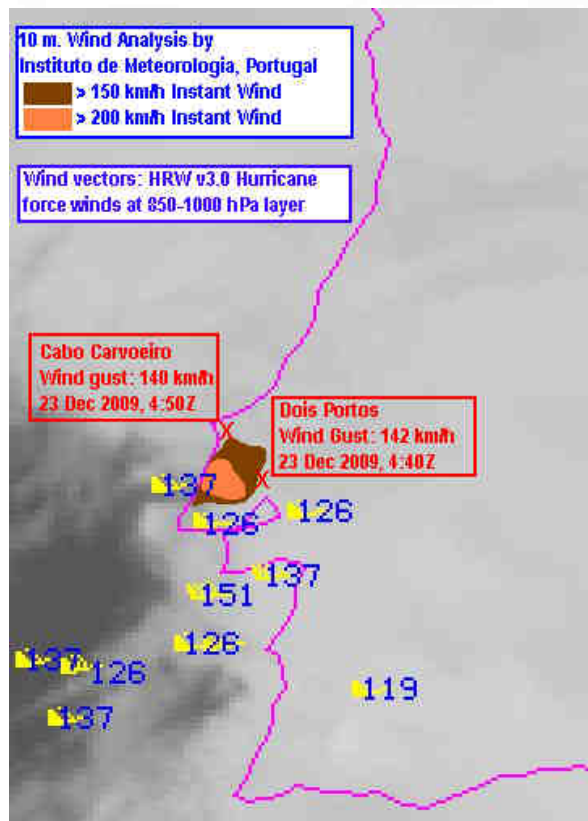 10 m. Wind Analysis by
Instituto de Meteorologia, Portugal
> 150 km/h Instant Wind
> 200 km/h Instant Wind
Wind vectors: HRW v3.0 Hurricane
force winds at 850-1000 hPa layer
Cabo Carvoeiro
Wind gust: 140 km/h
23 Dec 2009, 4:50Z
Dois Portos
Wind Gust: 142 km/h
23 Dec 2009, 4:40Z
X
X
137
126
126
137
151
126
137
126
119
137